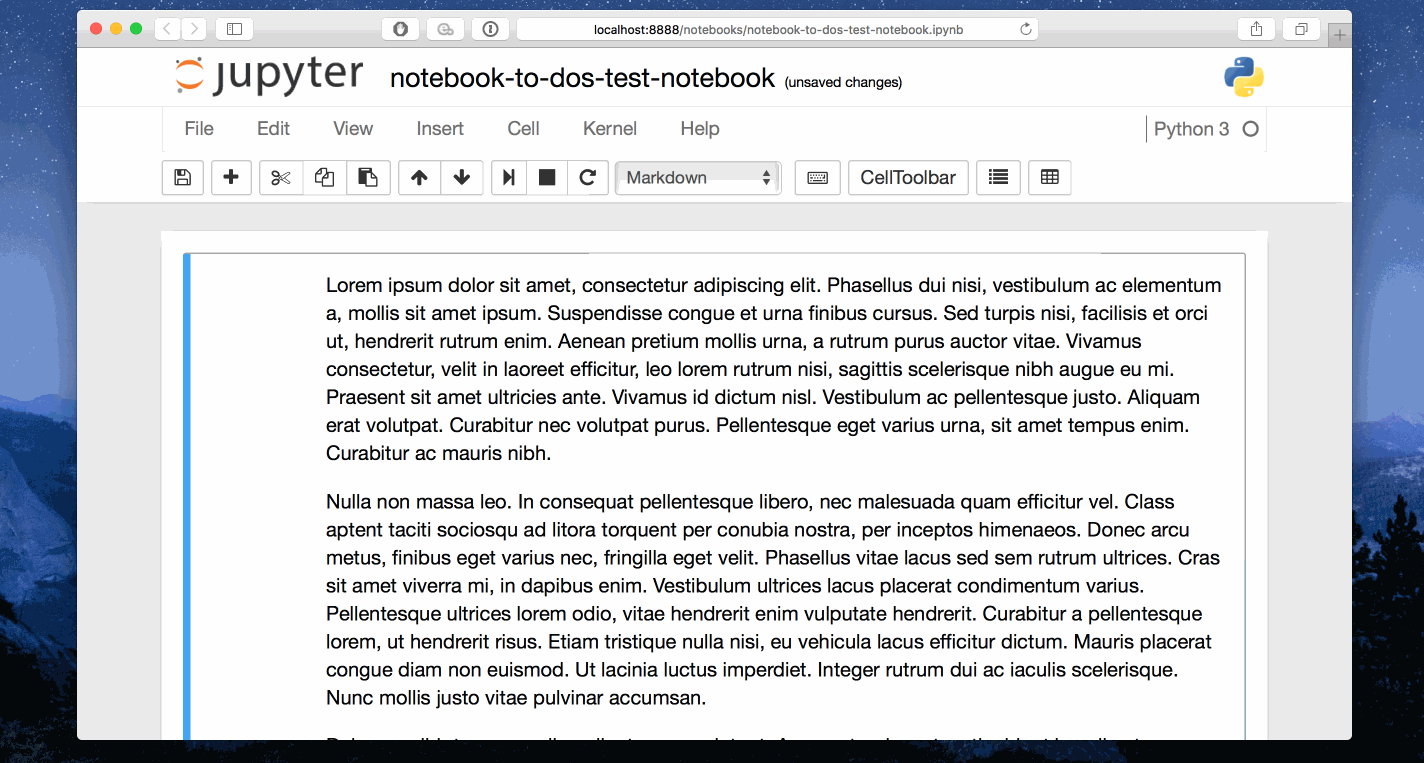 localhost:8888/notebooks/notebook-to-dos-test-notebook.ipynb
jupyter notebook-to-dos-test-notebook (unsaved changes)
File Edit View Insert Cell Kernel Help Python 3
Markdown CellToolbar
Lorem ipsum dolor sit amet, consectetur adipiscing elit. Phasellus dui nisi, vestibulum ac elementum
a, mollis sit amet ipsum. Suspendisse congue et urna finibus cursus. Sed turpis nisi, facilisis et orci
ut, hendrerit rutrum enim. Aenean pretium mollis urna, a rutrum purus auctor vitae. Vivamus
consectetur, velit in laoreet efficitur, leo lorem rutrum nisi, sagittis scelerisque nibh augue eu mi.
Praesent sit amet ultricies ante. Vivamus id dictum nisl. Vestibulum ac pellentesque justo. Aliquam
erat volutpat. Curabitur nec volutpat purus. Pellentesque eget varius urna, sit amet tempus enim.
Curabitur ac mauris nibh.
Nulla non massa leo. In consequat pellentesque libero, nec malesuada quam efficitur vel. Class
aptent taciti sociosqu ad litora torquent per conubia nostra, per inceptos himenaeos. Donec arcu
metus, finibus eget varius nec, fringilla eget velit. Phasellus vitae lacus sed sem rutrum ultrices. Cras
sit amet viverra mi, in dapibus enim. Vestibulum ultrices lacus placerat condimentum varius.
Pellentesque ultrices lorem odio, vitae hendrerit enim vulputate hendrerit. Curabitur a pellentesque
lorem, ut hendrerit risus. Etiam tristique nulla nisi, eu vehicula lacus efficitur dictum. Mauris placerat
congue diam non euismod. Ut lacinia luctus imperdiet. Integer rutrum dui ac iaculis scelerisque.
Nunc mollis justo vitae pulvinar accumsan.